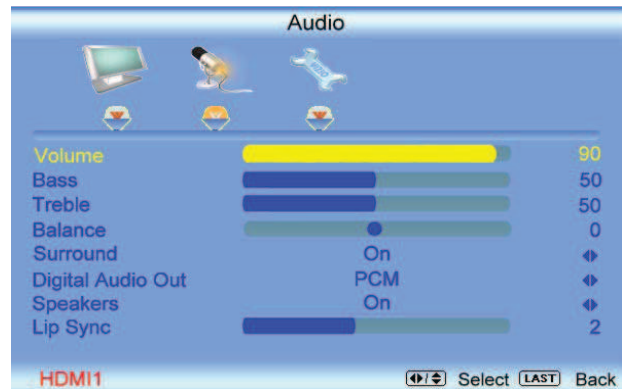 Audio
Volume 90
Bass 50
Treble 50
Balance 0
Surround On
Digital Audio Out PCM
Speakers On
Lip Sync 2
HDMI1 Select LAST Back